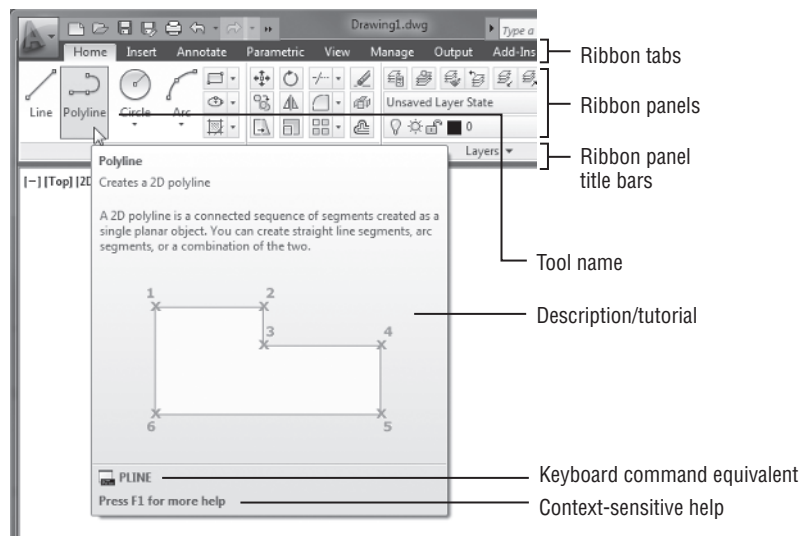 Drawing1.dwg
Type a
Home Insert Annotate Parametric View Manage Output Add-Ins
Ribbon tabs
Line Polyline Circle Arc
Unsaved Layer State
0
Ribbon panels
Layers
Ribbon panel
title bars
[−] [Top] [2D
Polyline
Creates a 2D polyline
A 2D polyline is a connected sequence of segments created as a
single planar object. You can create straight line segments, arc
segments, or a combination of the two.
Tool name
1 2
3 4
6 5
Description/tutorial
PLINE
Keyboard command equivalent
Press F1 for more help
Context-sensitive help